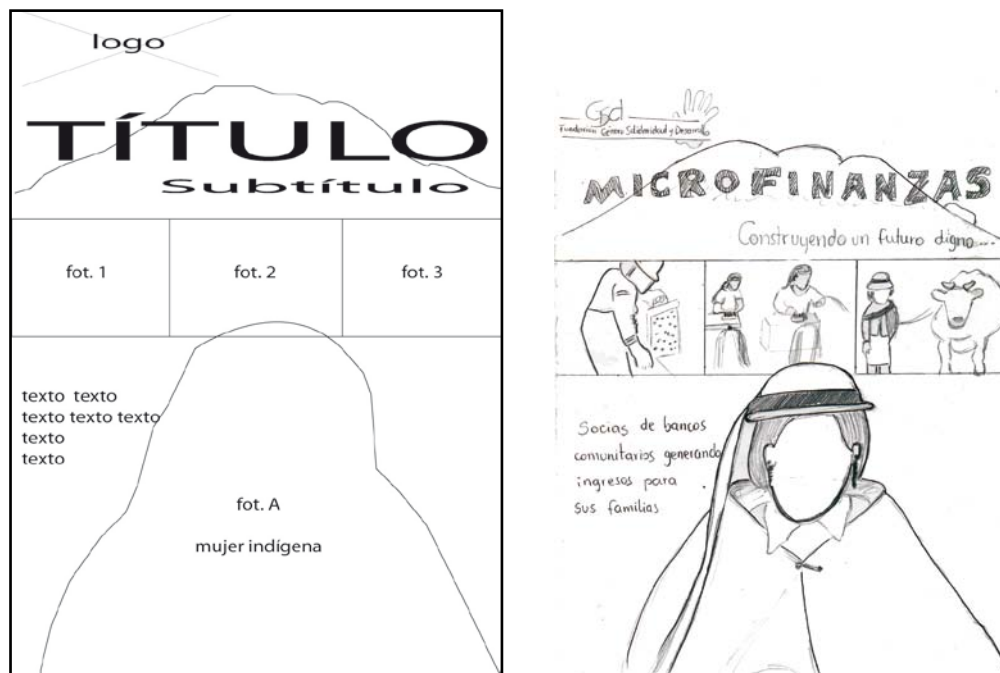 logo
TÍTULO
Subtítulo
fot. 1
fot. 2
fot. 3
texto texto
texto texto texto
texto
texto
fot. A
mujer indígena
Gsd
Fundación Género Solidaridad y Desarrollo
MICROFINANZAS
Construyendo un futuro digno...
Socias de bancos
comunitarios generando
ingresos para
sus familias